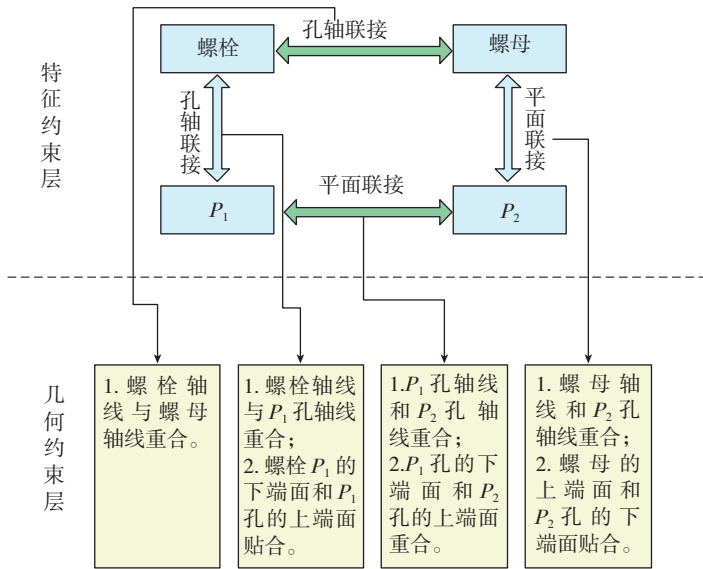 孔轴联接
螺栓
螺母
特征约束层
孔轴联接
平面联接
平面联接
P₁
P₂
几何约束层
1. 螺栓轴
线与螺母
轴线重合。
1. 螺栓轴线
与P₁孔轴线
重合；
2. 螺栓P₁的
下端面和P₁
孔的上端面
贴合。
1.P₁孔轴线
和P₂孔轴
线重合；
2.P₁孔的下
端面和P₂
孔的上端面
重合。
1. 螺母轴
线和P₂孔
轴线重合；
2. 螺母的
上端面和
P₂孔的下
端面贴合。